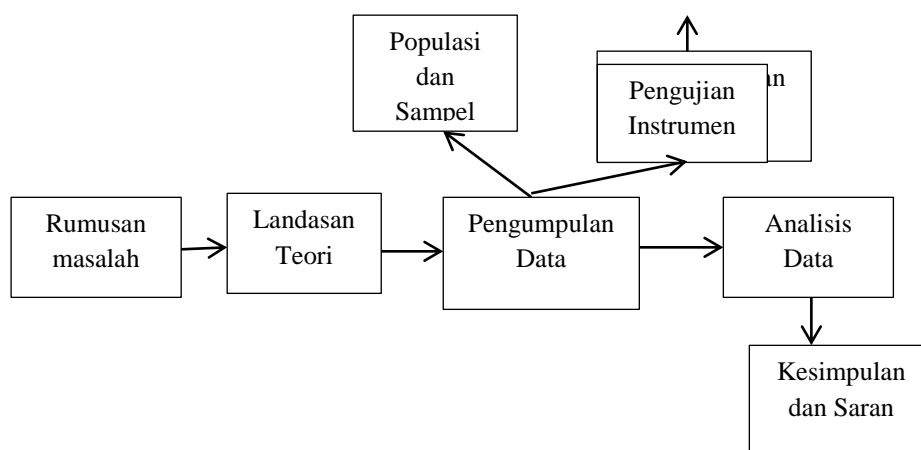 Populasi
dan
Sampel
Pengujian
Instrumen
Rumusan
masalah
Landasan
Teori
Pengumpulan
Data
Analisis
Data
Kesimpulan
dan Saran